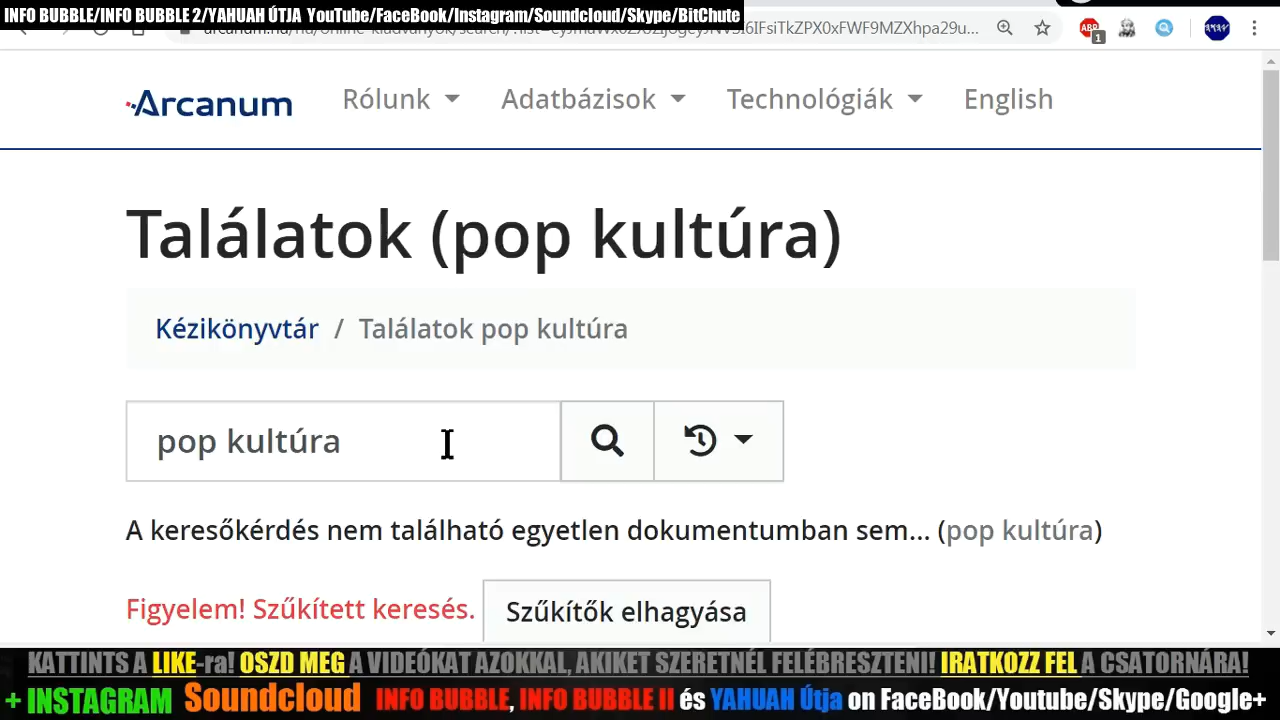 INFO BUBBLE/INFO BUBBLE 2/YAHUAH ÚTJA YouTube/FaceBook/Instagram/Soundcloud/Skype/BitChute
Arcanum Rólunk Adatbázisok Technológiák English
Találatok (pop kultúra)
Kézikönyvtár / Találatok pop kultúra
pop kultúra
A keresőkérdés nem található egyetlen dokumentumban sem... (pop kultúra)
Figyelem! Szűkített keresés. Szűkítők elhagyása
KATTINTS A LIKE-ra! OSZD MEG A VIDEÓKAT AZOKKAL, AKIKET SZERETNÉL FELÉBRESZTENI! IRATKOZZ FEL A CSATORNÁRA!
+ INSTAGRAM Soundcloud INFO BUBBLE, INFO BUBBLE II és YAHUAH Útja on FaceBook/Youtube/Skype/Google+